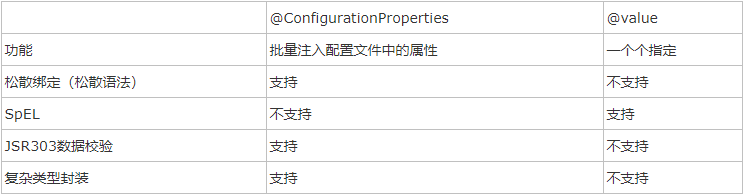 @ConfigurationProperties @value
功能 批量注入配置文件中的属性 一个个指定
松散绑定（松散语法） 支持 不支持
SpEL 不支持 支持
JSR303数据校验 支持 不支持
复杂类型封装 支持 不支持